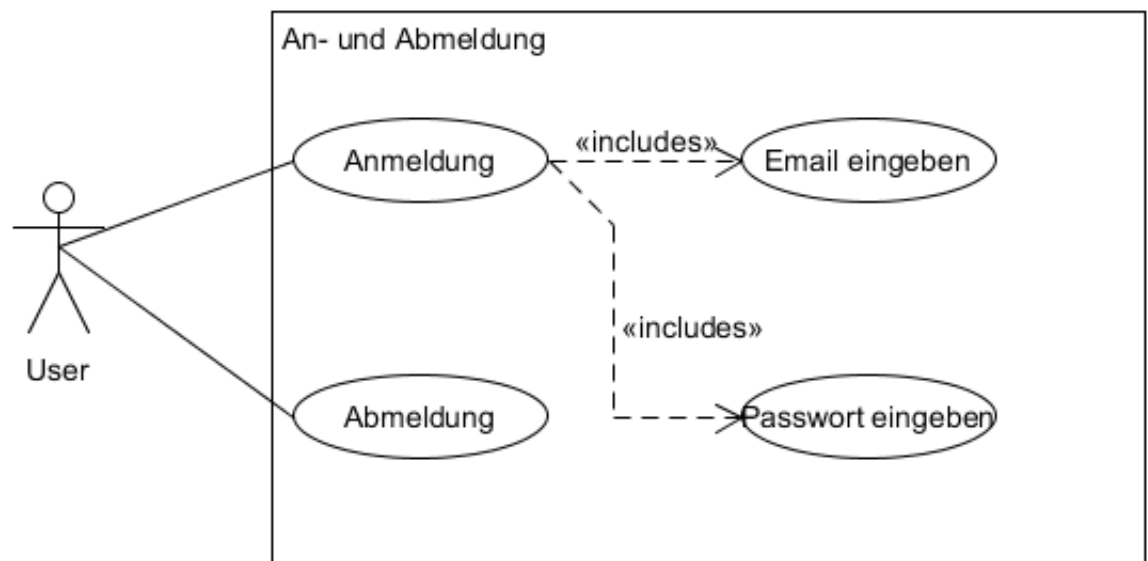 An- und Abmeldung
Anmeldung
«includes»
Email eingeben
«includes»
User
Abmeldung
Passwort eingeben